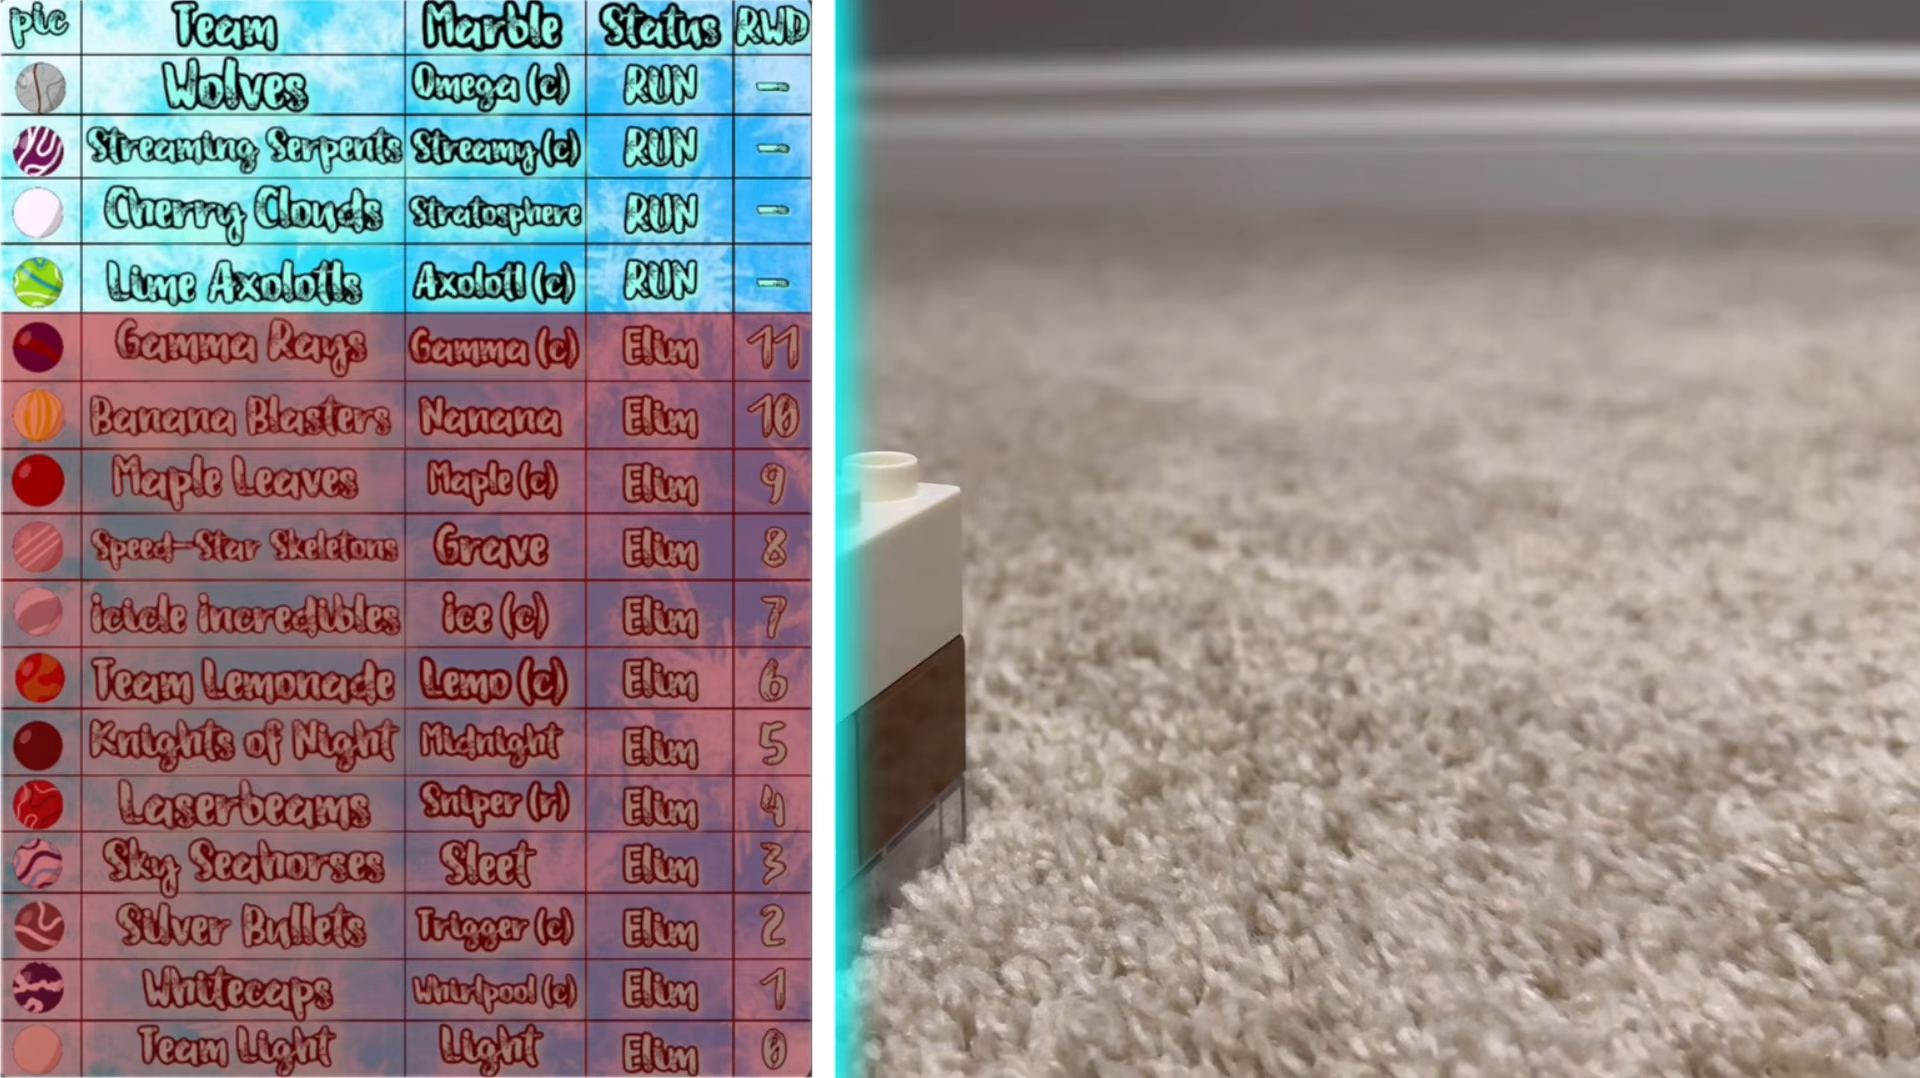 pic Team Marble Status RWD
Wolves Omega (c) RUN -
Streaming Serpents Streamy (c) RUN -
Cherry Clouds Stratosphere RUN -
Lime Axolotls Axolotl (c) RUN -
Gamma Rays Gamma (c) Elim 11
Banana Blasters Nanana Elim 10
Maple Leaves Maple (c) Elim 9
Speed-Star Skeletons Grave Elim 8
icicle incredibles ice (c) Elim 7
Team Lemonade Lemo (c) Elim 6
Knights of Night Midnight Elim 5
Laserbeams Sniper (r) Elim 4
Sky Seahorses Sleet Elim 3
Silver Bullets Trigger (c) Elim 2
Whitecaps Whirlpool (c) Elim 1
Team Light Light Elim 0